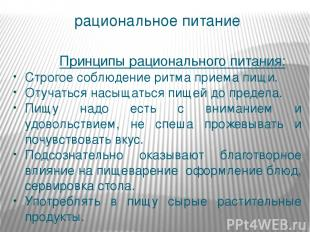 рациональное питание
Принципы рационального питания:
• Строгое соблюдение ритма приема пищи.
• Отучаться насыщаться пищей до предела.
• Пищу надо есть с вниманием и
удовольствием, не спеша прожевывать и
почувствовать вкус.
• Подсознательно оказывают благотворное
влияние на пищеварение оформление блюд,
сервировка стола.
• Употреблять в пищу сырые растительные
продукты.
PPt4WEB.ru